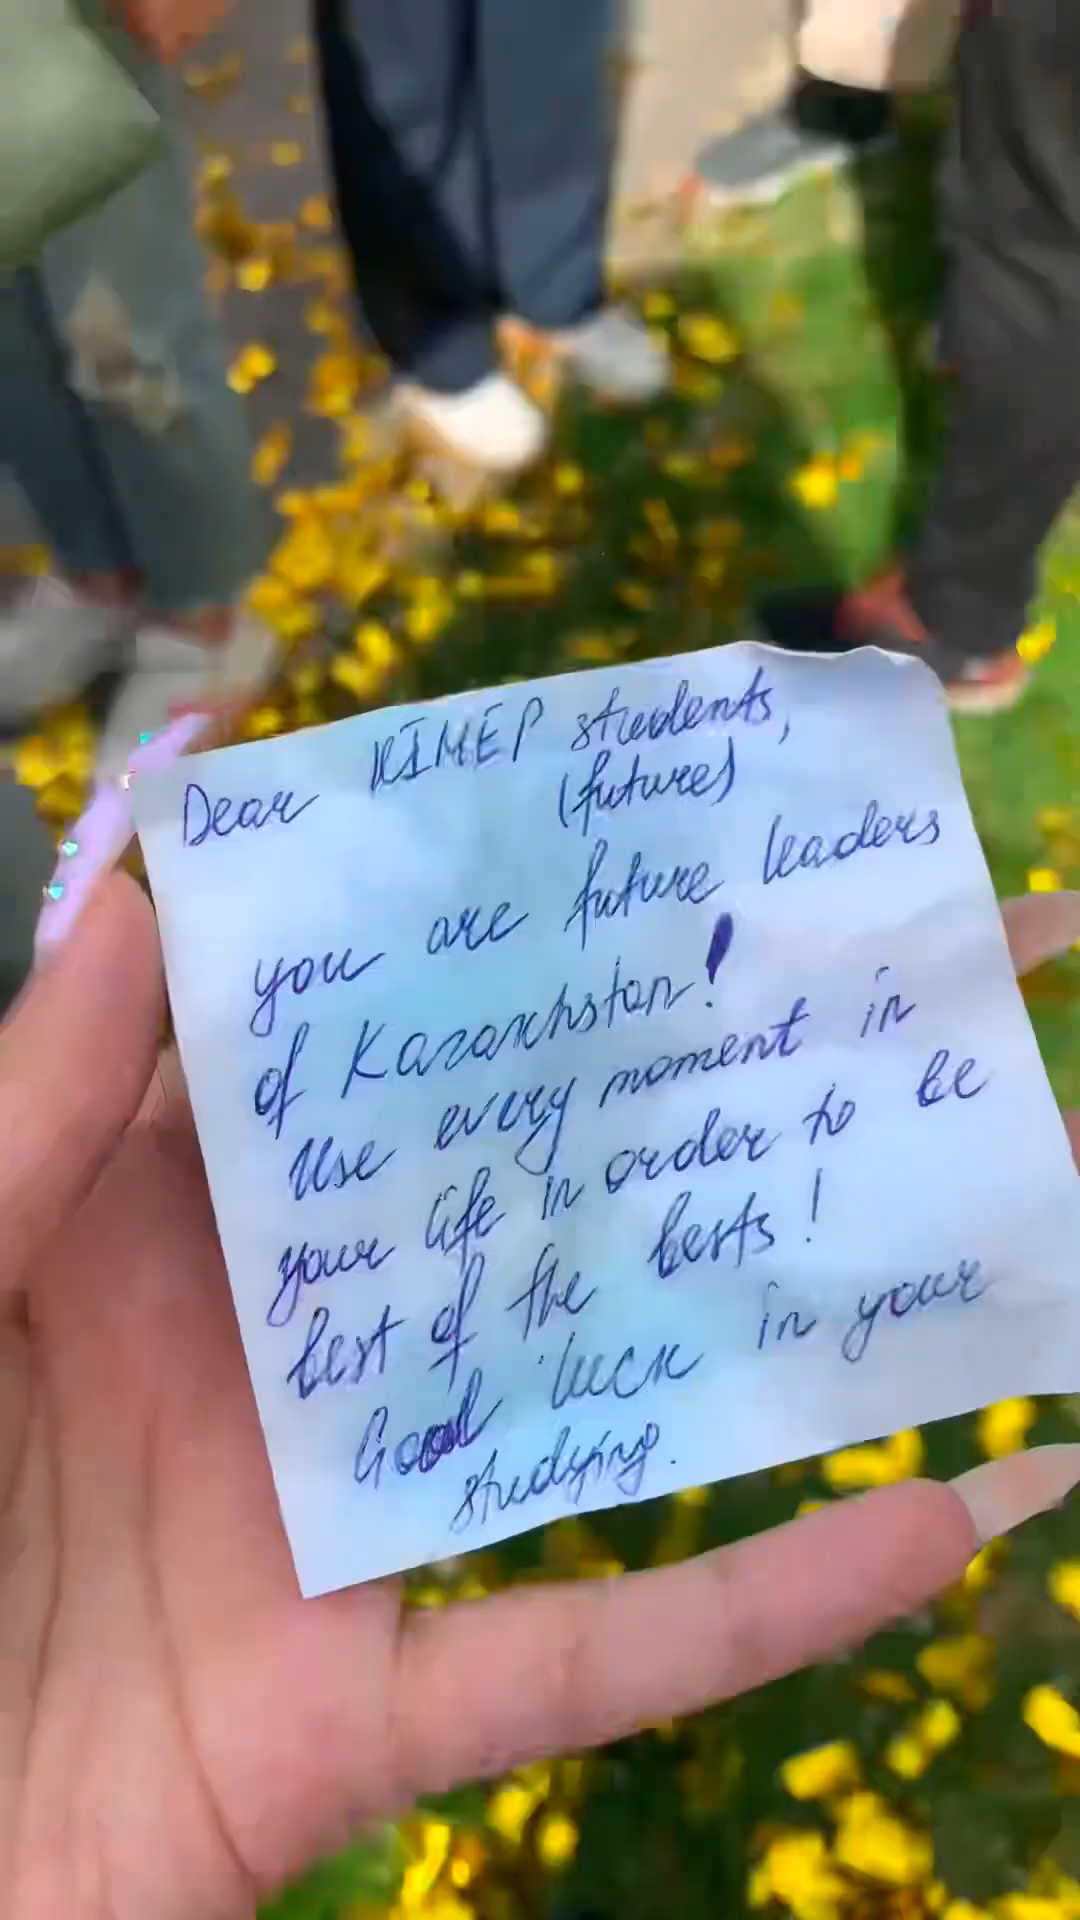 Dear KIMEP students,
(future)
you are future leaders
of Kazakhstan!
Use every moment in
your life in order to be
best of the bests!
Good luck in your
studying.